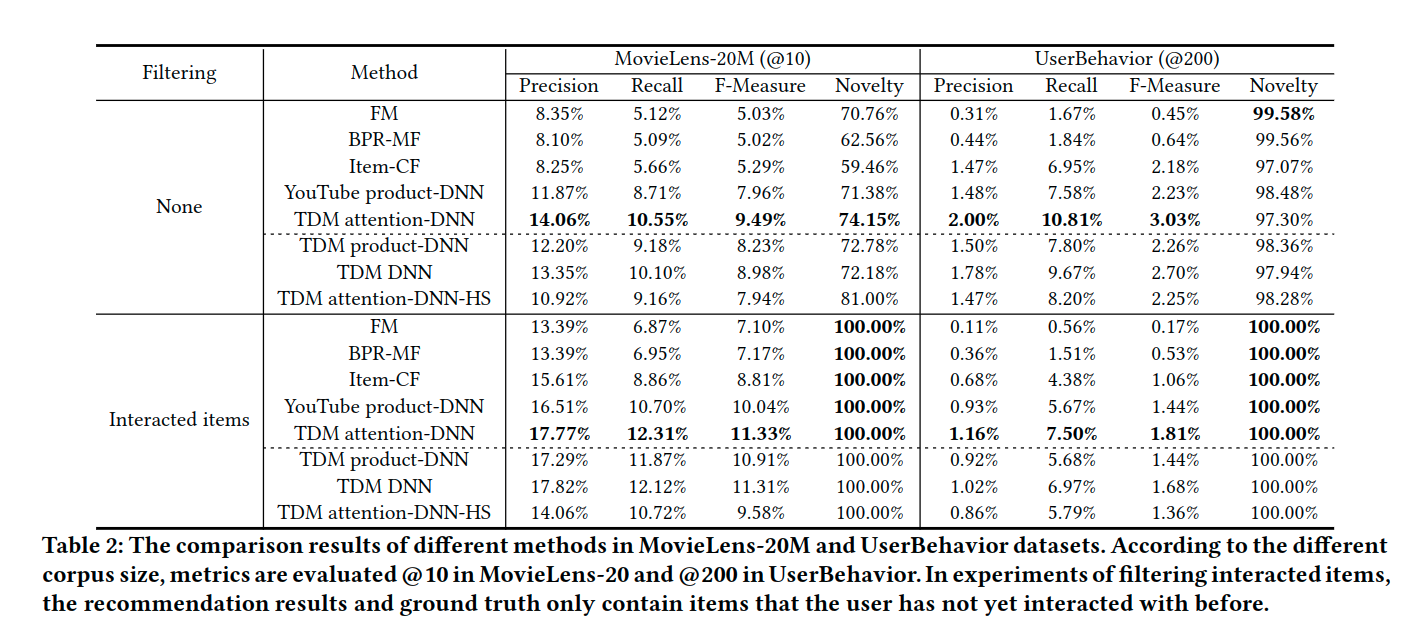 Filtering Method MovieLens-20M (@10) UserBehavior (@200)
Precision Recall F-Measure Novelty Precision Recall F-Measure Novelty
None
FM 8.35% 5.12% 5.03% 70.76% 0.31% 1.67% 0.45% 99.58%
BPR-MF 8.10% 5.09% 5.02% 62.56% 0.44% 1.84% 0.64% 99.56%
Item-CF 8.25% 5.66% 5.29% 59.46% 1.47% 6.95% 2.18% 97.07%
YouTube product-DNN 11.87% 8.71% 7.96% 71.38% 1.48% 7.58% 2.23% 98.48%
TDM attention-DNN 14.06% 10.55% 9.49% 74.15% 2.00% 10.81% 3.03% 97.30%
TDM product-DNN 12.20% 9.18% 8.23% 72.78% 1.50% 7.80% 2.26% 98.36%
TDM DNN 13.35% 10.10% 8.98% 72.18% 1.78% 9.67% 2.70% 97.94%
TDM attention-DNN-HS 10.92% 9.16% 7.94% 81.00% 1.47% 8.20% 2.25% 98.28%
Interacted items
FM 13.39% 6.87% 7.10% 100.00% 0.11% 0.56% 0.17% 100.00%
BPR-MF 13.39% 6.95% 7.17% 100.00% 0.36% 1.51% 0.53% 100.00%
Item-CF 15.61% 8.86% 8.81% 100.00% 0.68% 4.38% 1.06% 100.00%
YouTube product-DNN 16.51% 10.70% 10.04% 100.00% 0.93% 5.67% 1.44% 100.00%
TDM attention-DNN 17.77% 12.31% 11.33% 100.00% 1.16% 7.50% 1.81% 100.00%
TDM product-DNN 17.29% 11.87% 10.91% 100.00% 0.92% 5.68% 1.44% 100.00%
TDM DNN 17.82% 12.12% 11.31% 100.00% 1.02% 6.97% 1.68% 100.00%
TDM attention-DNN-HS 14.06% 10.72% 9.58% 100.00% 0.86% 5.79% 1.36% 100.00%
Table 2: The comparison results of different methods in MovieLens-20M and UserBehavior datasets. According to the different
corpus size, metrics are evaluated @10 in MovieLens-20 and @200 in UserBehavior. In experiments of filtering interacted items,
the recommendation results and ground truth only contain items that the user has not yet interacted with before.